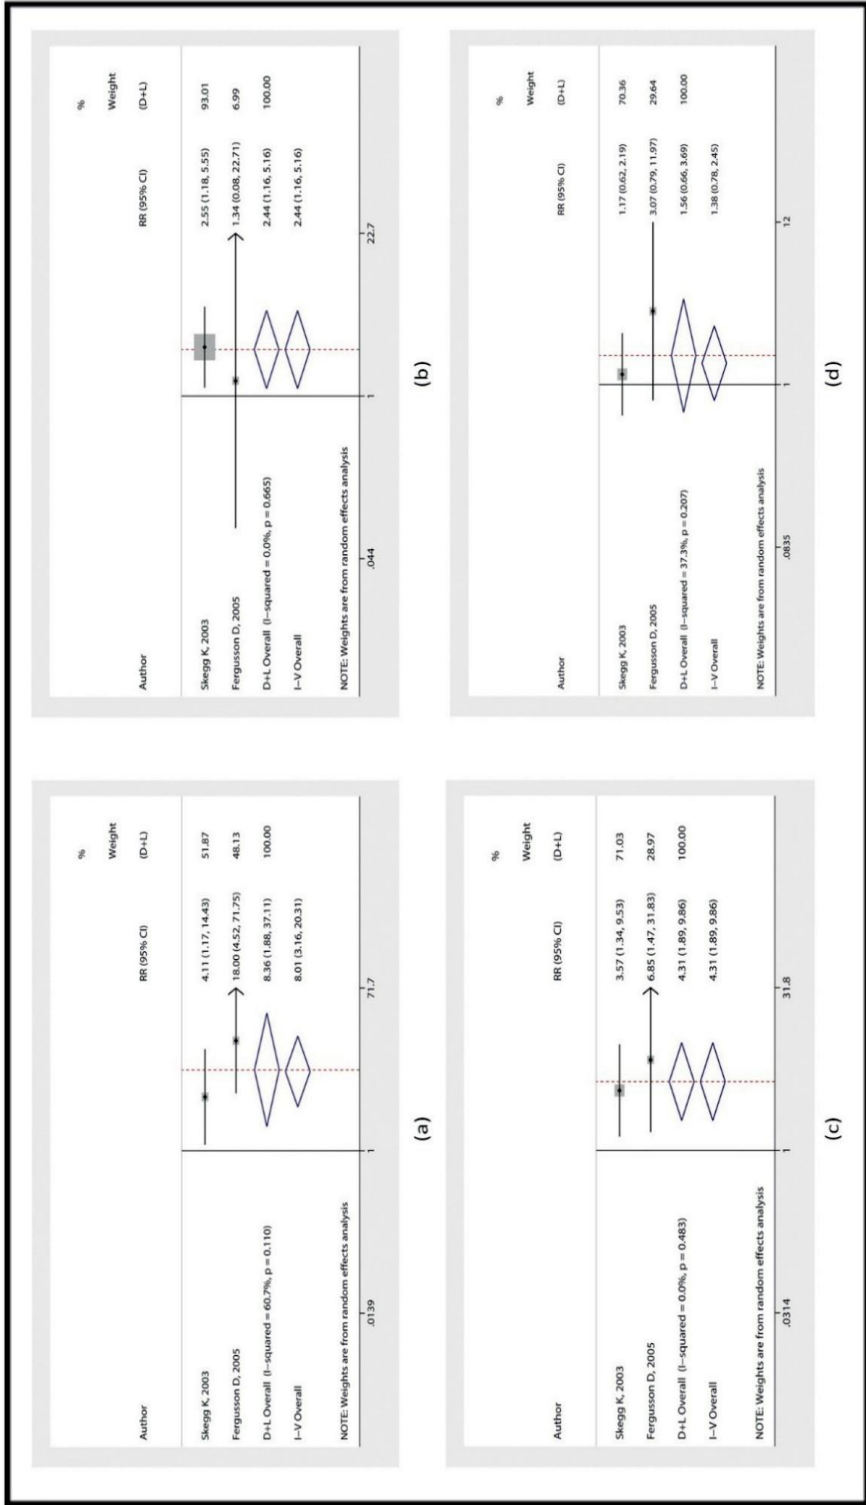 %
Weight
Author RR (95% CI) (D+L)
Skegg K, 2003 4.11 (1.17, 14.43) 51.87
Fergusson D, 2005 18.00 (4.52, 71.75) 48.13
D+L Overall (I−squared = 60.7%, p = 0.110) 8.36 (1.88, 37.11) 100.00
I−V Overall 8.01 (3.16, 20.31)
NOTE: Weights are from random effects analysis
.0139 1 71.7
(a)
%
Weight
Author RR (95% CI) (D+L)
Skegg K, 2003 2.55 (1.18, 5.55) 93.01
Fergusson D, 2005 1.34 (0.08, 22.71) 6.99
D+L Overall (I−squared = 0.0%, p = 0.665) 2.44 (1.16, 5.16) 100.00
I−V Overall 2.44 (1.16, 5.16)
NOTE: Weights are from random effects analysis
.044 1 22.7
(b)
%
Weight
Author RR (95% CI) (D+L)
Skegg K, 2003 3.57 (1.34, 9.53) 71.03
Fergusson D, 2005 6.85 (1.47, 31.83) 28.97
D+L Overall (I−squared = 0.0%, p = 0.483) 4.31 (1.89, 9.86) 100.00
I−V Overall 4.31 (1.89, 9.86)
NOTE: Weights are from random effects analysis
.0314 1 31.8
(c)
%
Weight
Author RR (95% CI) (D+L)
Skegg K, 2003 1.17 (0.62, 2.19) 70.36
Fergusson D, 2005 3.07 (0.79, 11.97) 29.64
D+L Overall (I−squared = 37.3%, p = 0.207) 1.56 (0.66, 3.69) 100.00
I−V Overall 1.38 (0.78, 2.45)
NOTE: Weights are from random effects analysis
.0835 1 12
(d)